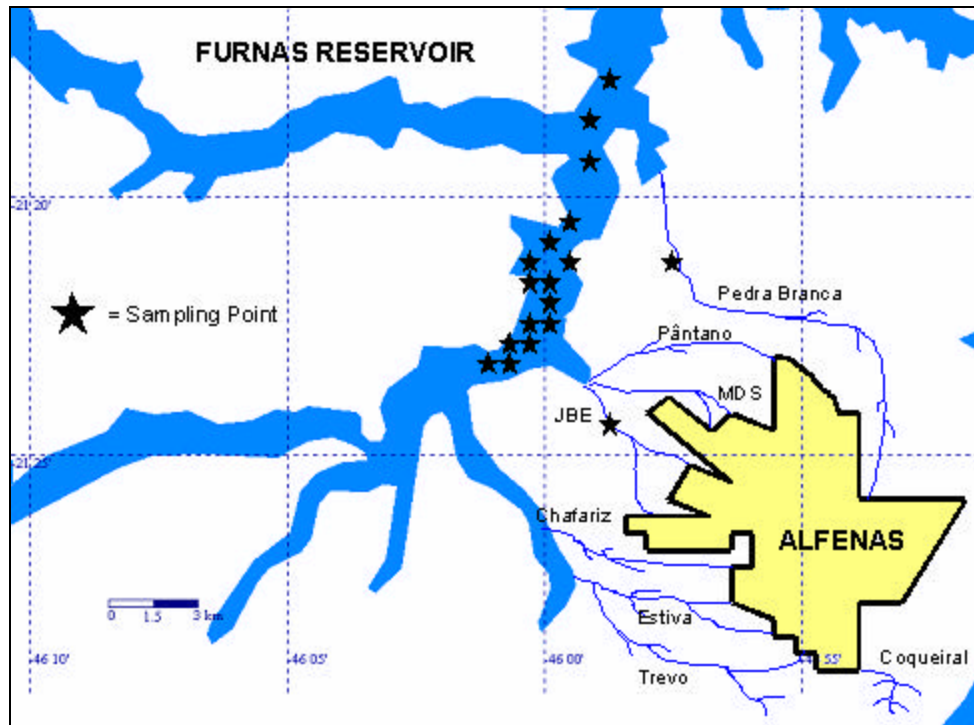 FURNAS RESERVOIR
-21 20'
Pedra Branca
= Sampling Point
Pântano
MDS
JBE
-21 25'
Chafariz
ALFENAS
0 1.5 3 km
Estiva
-46 10'
-46 05'
-46 00'
-46 55'
Coqueiral
Trevo